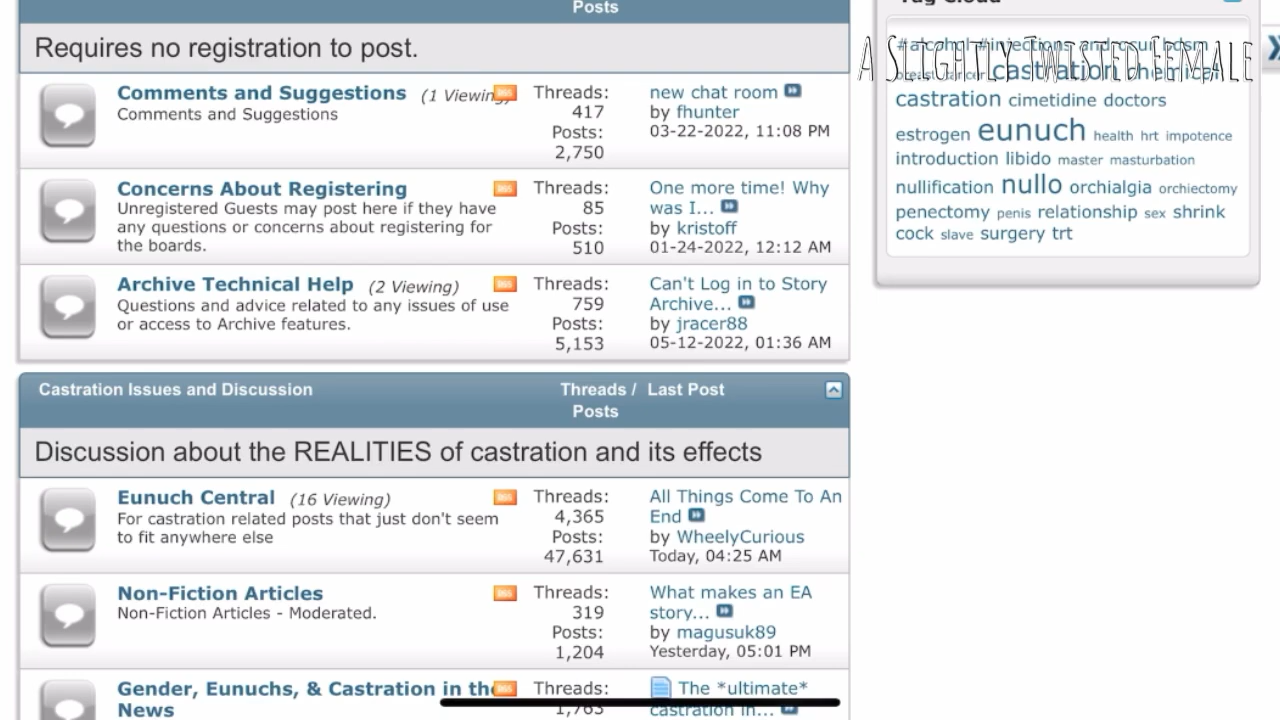 Posts
Requires no registration to post.
Comments and Suggestions (1 Viewing)
Comments and Suggestions
Threads: 417
Posts: 2,750
new chat room
by fhunter
03-22-2022, 11:08 PM
Concerns About Registering
Unregistered Guests may post here if they have
any questions or concerns about registering for
the boards.
Threads: 85
Posts: 510
One more time! Why
was I...
by kristoff
01-24-2022, 12:12 AM
Archive Technical Help (2 Viewing)
Questions and advice related to any issues of use
or access to Archive features.
Threads: 759
Posts: 5,153
Can't Log in to Story
Archive...
by jracer88
05-12-2022, 01:36 AM
Castration Issues and Discussion
Threads / Posts
Last Post
Discussion about the REALITIES of castration and its effects
Eunuch Central (16 Viewing)
For castration related posts that just don't seem
to fit anywhere else
Threads: 4,365
Posts: 47,631
All Things Come To An
End
by WheelyCurious
Today, 04:25 AM
Non-Fiction Articles
Non-Fiction Articles - Moderated.
Threads: 319
Posts: 1,204
What makes an EA
story...
by magusuk89
Yesterday, 05:01 PM
Gender, Eunuchs, & Castration in the
News
Threads: 1,763
The *ultimate*
castration in...
Tag Cloud
A Slightly Twisted Female
castration
castration cimetidine doctors
estrogen eunuch health hrt impotence
introduction libido master masturbation
nullification nullo orchialgia orchiectomy
penectomy penis relationship sex shrink
cock slave surgery trt